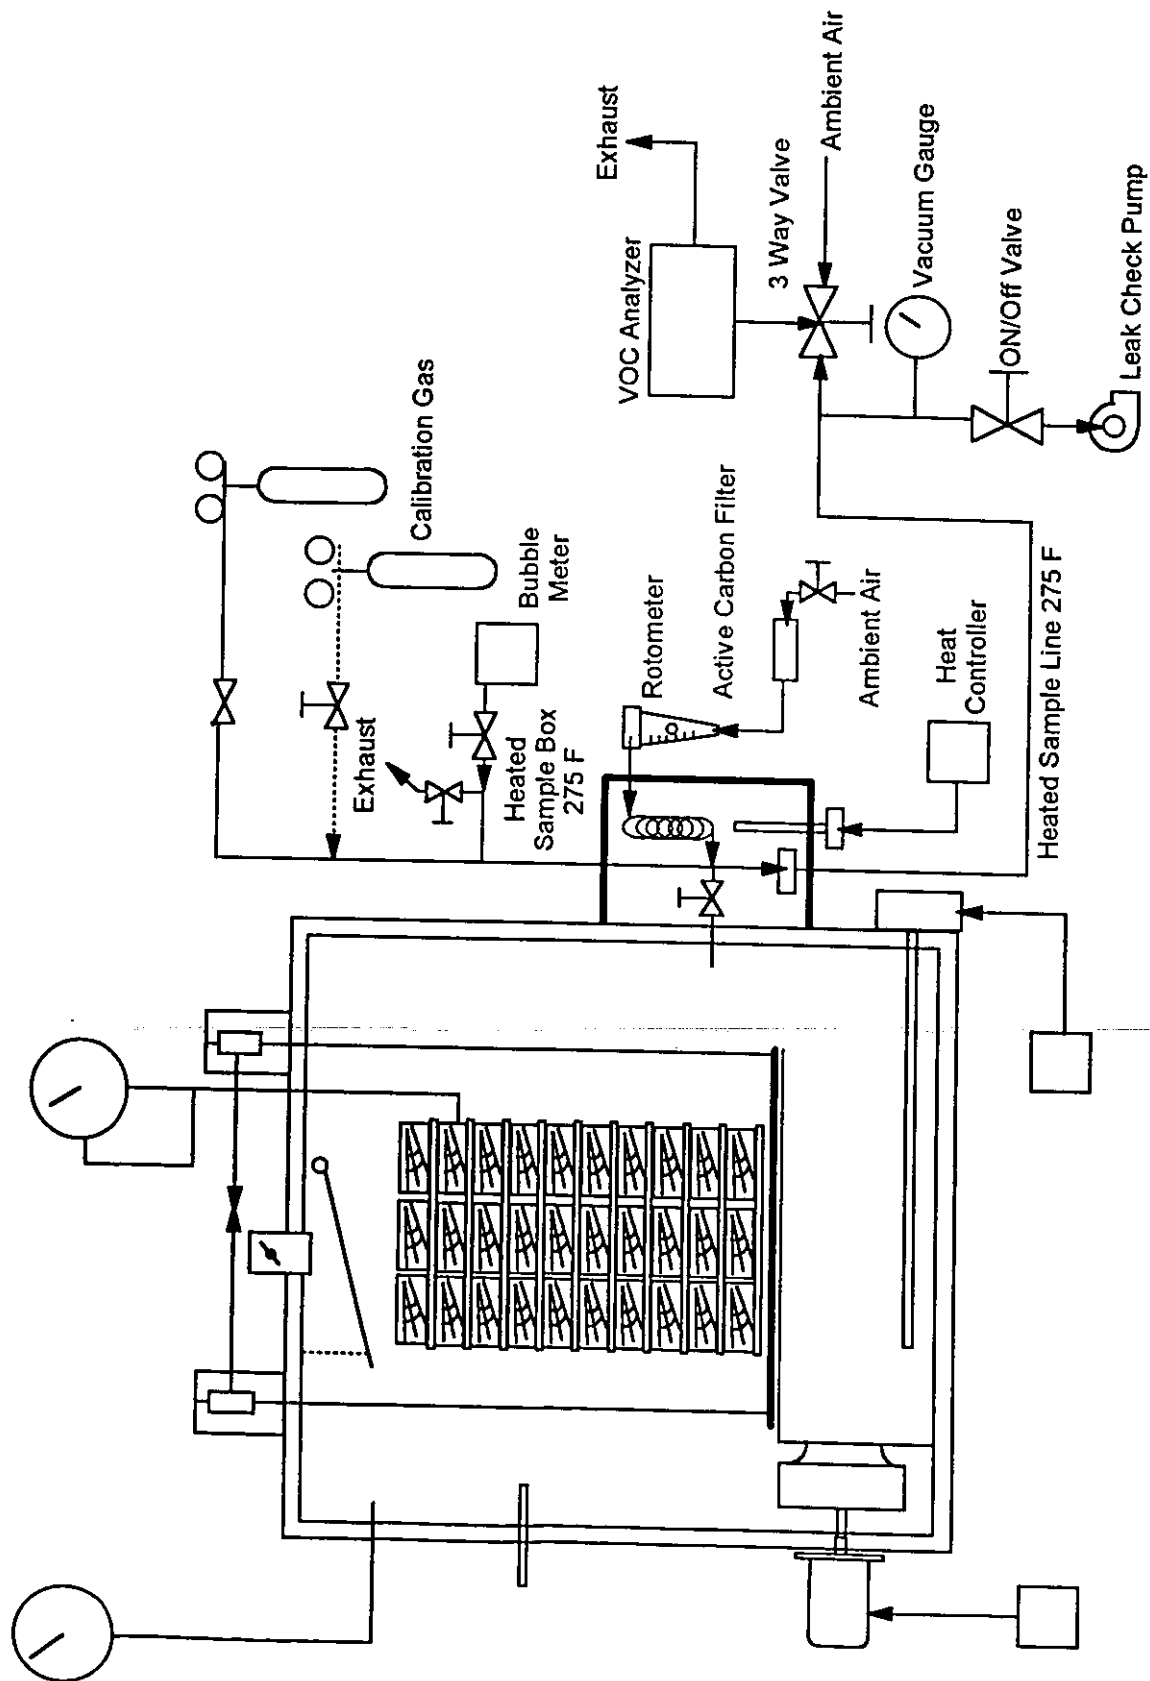 Exhaust
Ambient Air
3 Way Valve
VOC Analyzer
Vacuum Gauge
ON/Off Valve
Leak Check Pump
Calibration Gas
Bubble
Meter
Exhaust
Heated
Sample Box
275 F
Rotometer
Active Carbon Filter
Ambient Air
Heat
Controller
Heated Sample Line 275 F